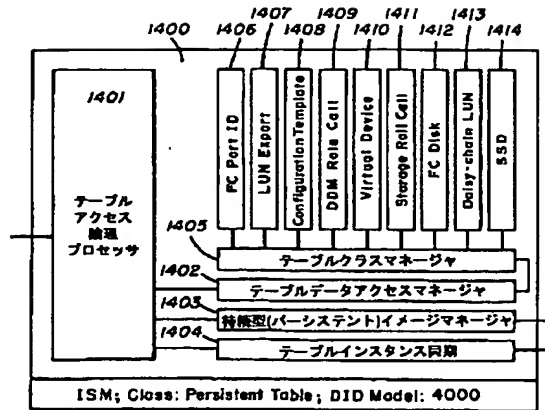 1400
1406
1407
1408
1409
1410
1411
1412
1413
1414
1401
テーブル
アクセス
論理
プロセッサ
FC Port ID
LUN Export
Configuration Template
DDM Role Call
Virtual Device
Storage Roll Call
FC Disk
Daisy-chain LUN
SSD
1405
テーブルクラスマネージャ
1402
テーブルデータアクセスマネージャ
1403
持続型(パーシステント)イメージマネージャ
1404
テーブルインスタンス同期
ISM; Class: Persistent Table; DID Model: 4000